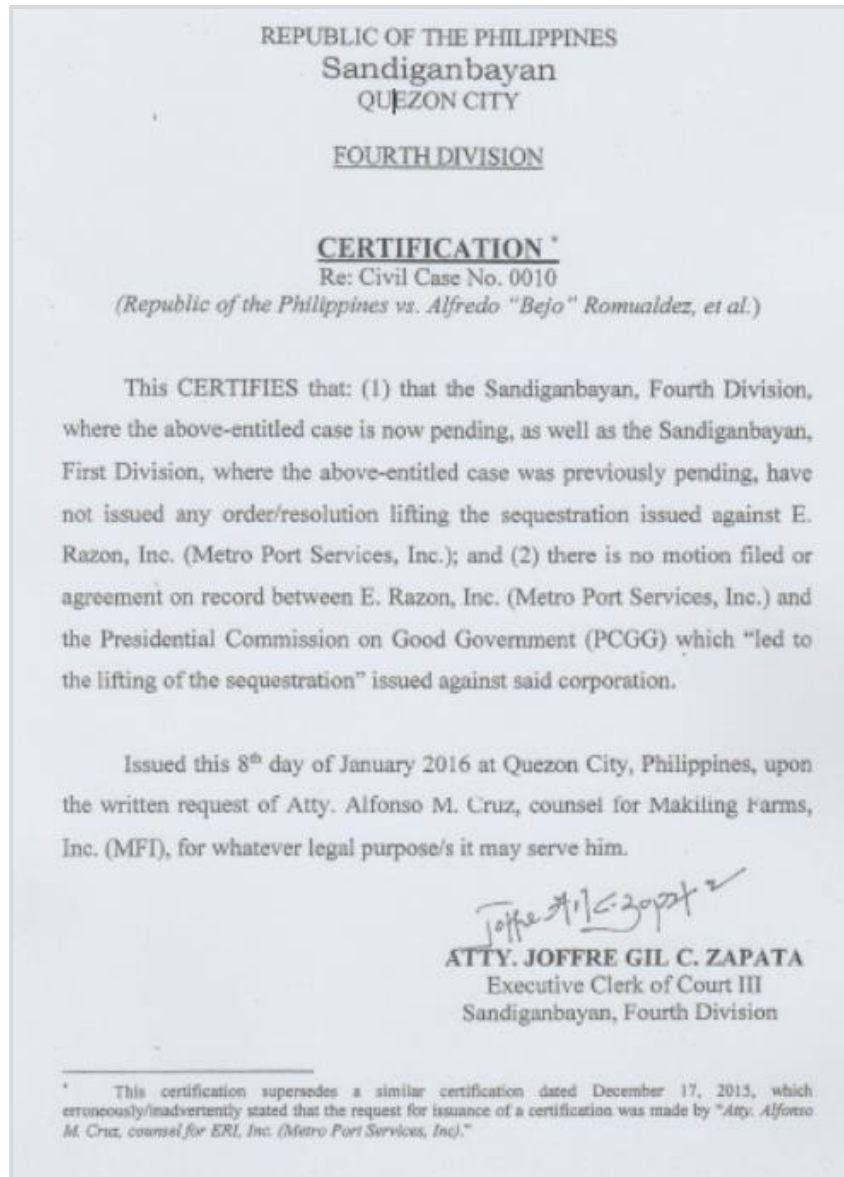 REPUBLIC OF THE PHILIPPINES
Sandiganbayan
QUEZON CITY
FOURTH DIVISION
CERTIFICATION *
Re: Civil Case No. 0010
(Republic of the Philippines vs. Alfredo "Bejo" Romualdez, et al.)
This CERTIFIES that: (1) that the Sandiganbayan, Fourth Division,
where the above-entitled case is now pending, as well as the Sandiganbayan,
First Division, where the above-entitled case was previously pending, have
not issued any order/resolution lifting the sequestration issued against E.
Razon, Inc. (Metro Port Services, Inc.); and (2) there is no motion filed or
agreement on record between E. Razon, Inc. (Metro Port Services, Inc.) and
the Presidential Commission on Good Government (PCGG) which "led to
the lifting of the sequestration" issued against said corporation.
Issued this 8th day of January 2016 at Quezon City, Philippines, upon
the written request of Atty. Alfonso M. Cruz, counsel for Makiling Farms,
Inc. (MFI), for whatever legal purpose/s it may serve him.
Joffre Gil C. Zapata
ATTY. JOFFRE GIL C. ZAPATA
Executive Clerk of Court III
Sandiganbayan, Fourth Division
* This certification supersedes a similar certification dated December 17, 2015, which
erroneously/inadvertently stated that the request for issuance of a certification was made by "Atty. Alfonso
M. Cruz, counsel for ERI, Inc. (Metro Port Services, Inc)."